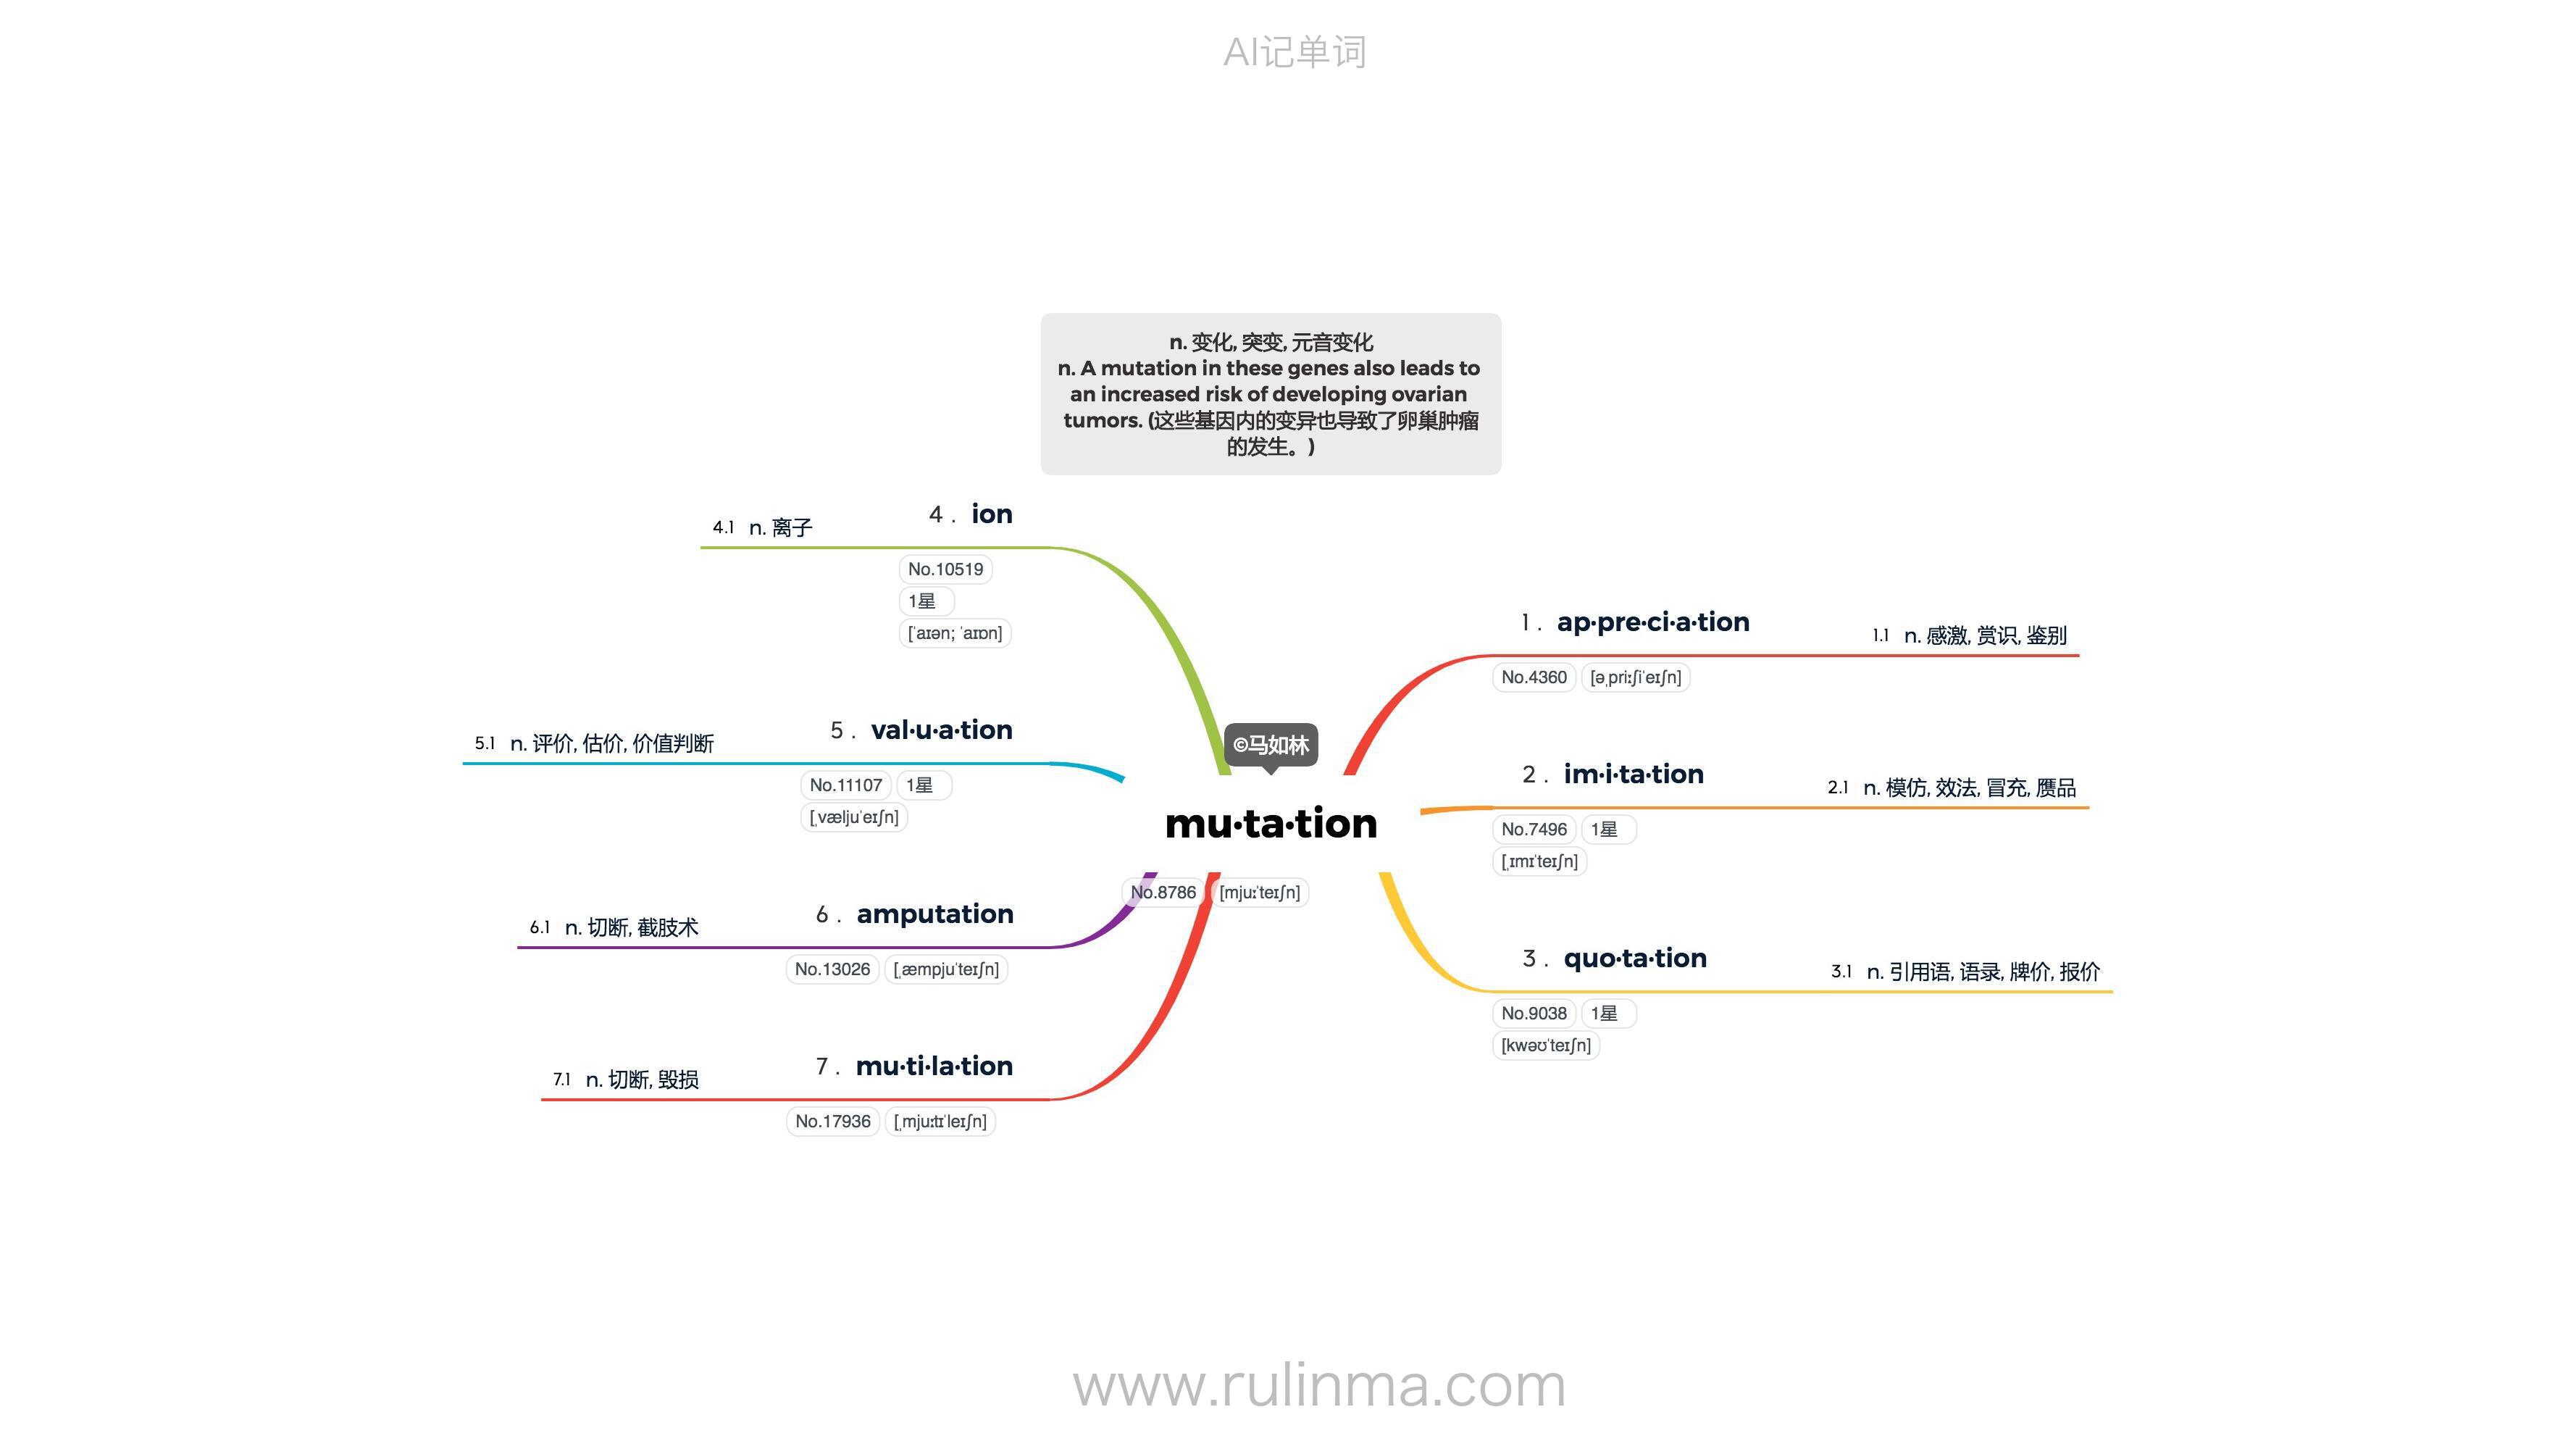 AI记单词
n. 变化, 突变, 元音变化
n. A mutation in these genes also leads to
an increased risk of developing ovarian
tumors. (这些基因内的变异也导致了卵巢肿瘤
的发生。)
©马如林
mu·ta·tion
No.8786 [mjuːˈteɪʃn]
1 . ap·pre·ci·a·tion
No.4360 [əˌpriːʃiˈeɪʃn]
1.1 n. 感激, 赏识, 鉴别
2 . im·i·ta·tion
No.7496 1星
[ˌɪmɪˈteɪʃn]
2.1 n. 模仿, 效法, 冒充, 赝品
3 . quo·ta·tion
No.9038 1星
[kwəʊˈteɪʃn]
3.1 n. 引用语, 语录, 牌价, 报价
4 . ion
No.10519
1星
[ˈaɪən; ˈaɪɒn]
4.1 n. 离子
5 . val·u·a·tion
No.11107 1星
[ˌvæljuˈeɪʃn]
5.1 n. 评价, 估价, 价值判断
6 . amputation
No.13026 [ˌæmpjuˈteɪʃn]
6.1 n. 切断, 截肢术
7 . mu·ti·la·tion
No.17936 [ˌmjuːtɪˈleɪʃn]
7.1 n. 切断, 毁损
www.rulinma.com